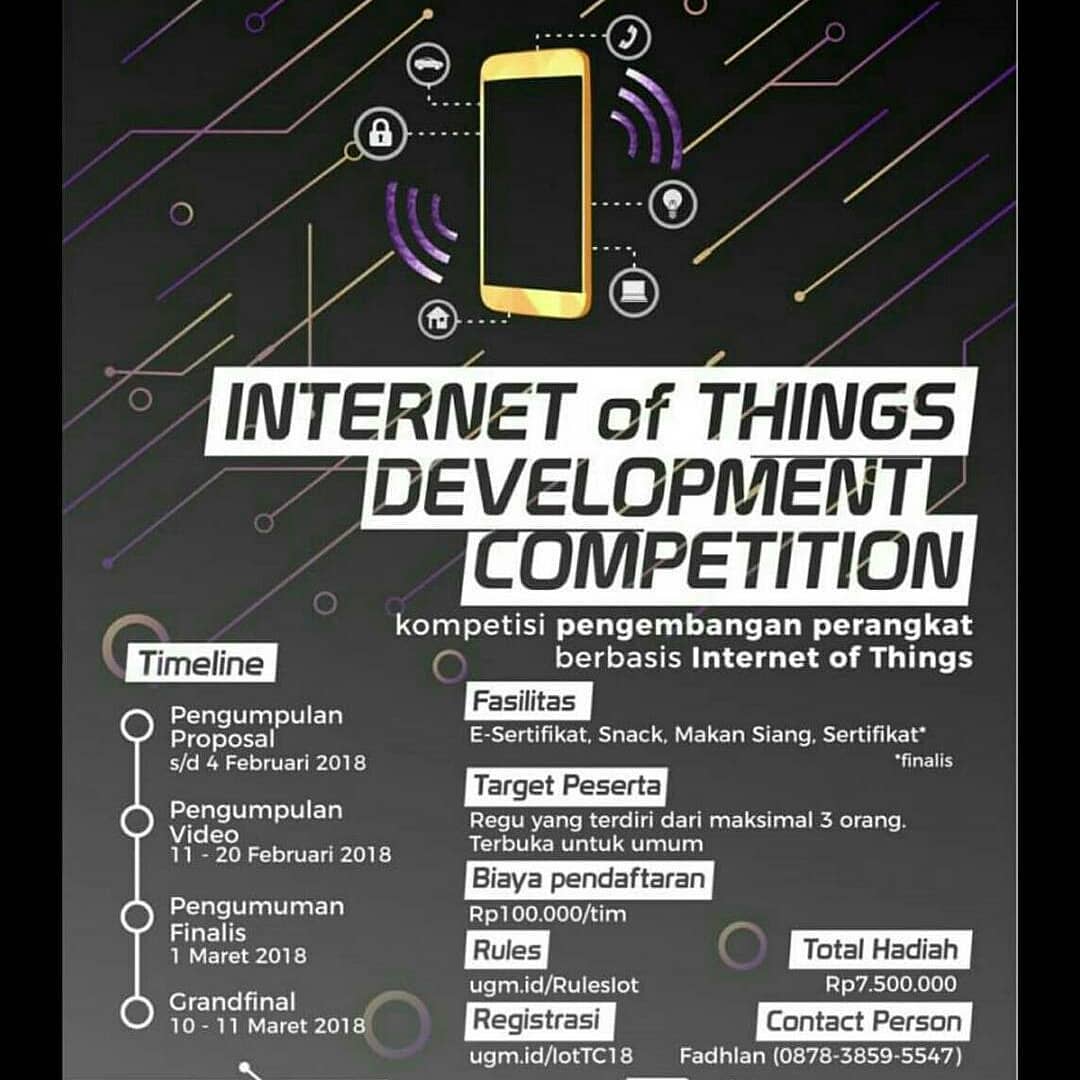 INTERNET of THINGS
DEVELOPMENT
COMPETITION
kompetisi pengembangan perangkat
berbasis Internet of Things
Timeline
Pengumpulan
Proposal
s/d 4 Februari 2018
Pengumpulan
Video
11 - 20 Februari 2018
Pengumuman
Finalis
1 Maret 2018
Grandfinal
10 - 11 Maret 2018
Fasilitas
E-Sertifikat, Snack, Makan Siang, Sertifikat*
*finalis
Target Peserta
Regu yang terdiri dari maksimal 3 orang.
Terbuka untuk umum
Biaya pendaftaran
Rp100.000/tim
Rules
ugm.id/RulesIot
Registrasi
ugm.id/IotTC18
Total Hadiah
Rp7.500.000
Contact Person
Fadhlan (0878-3859-5547)